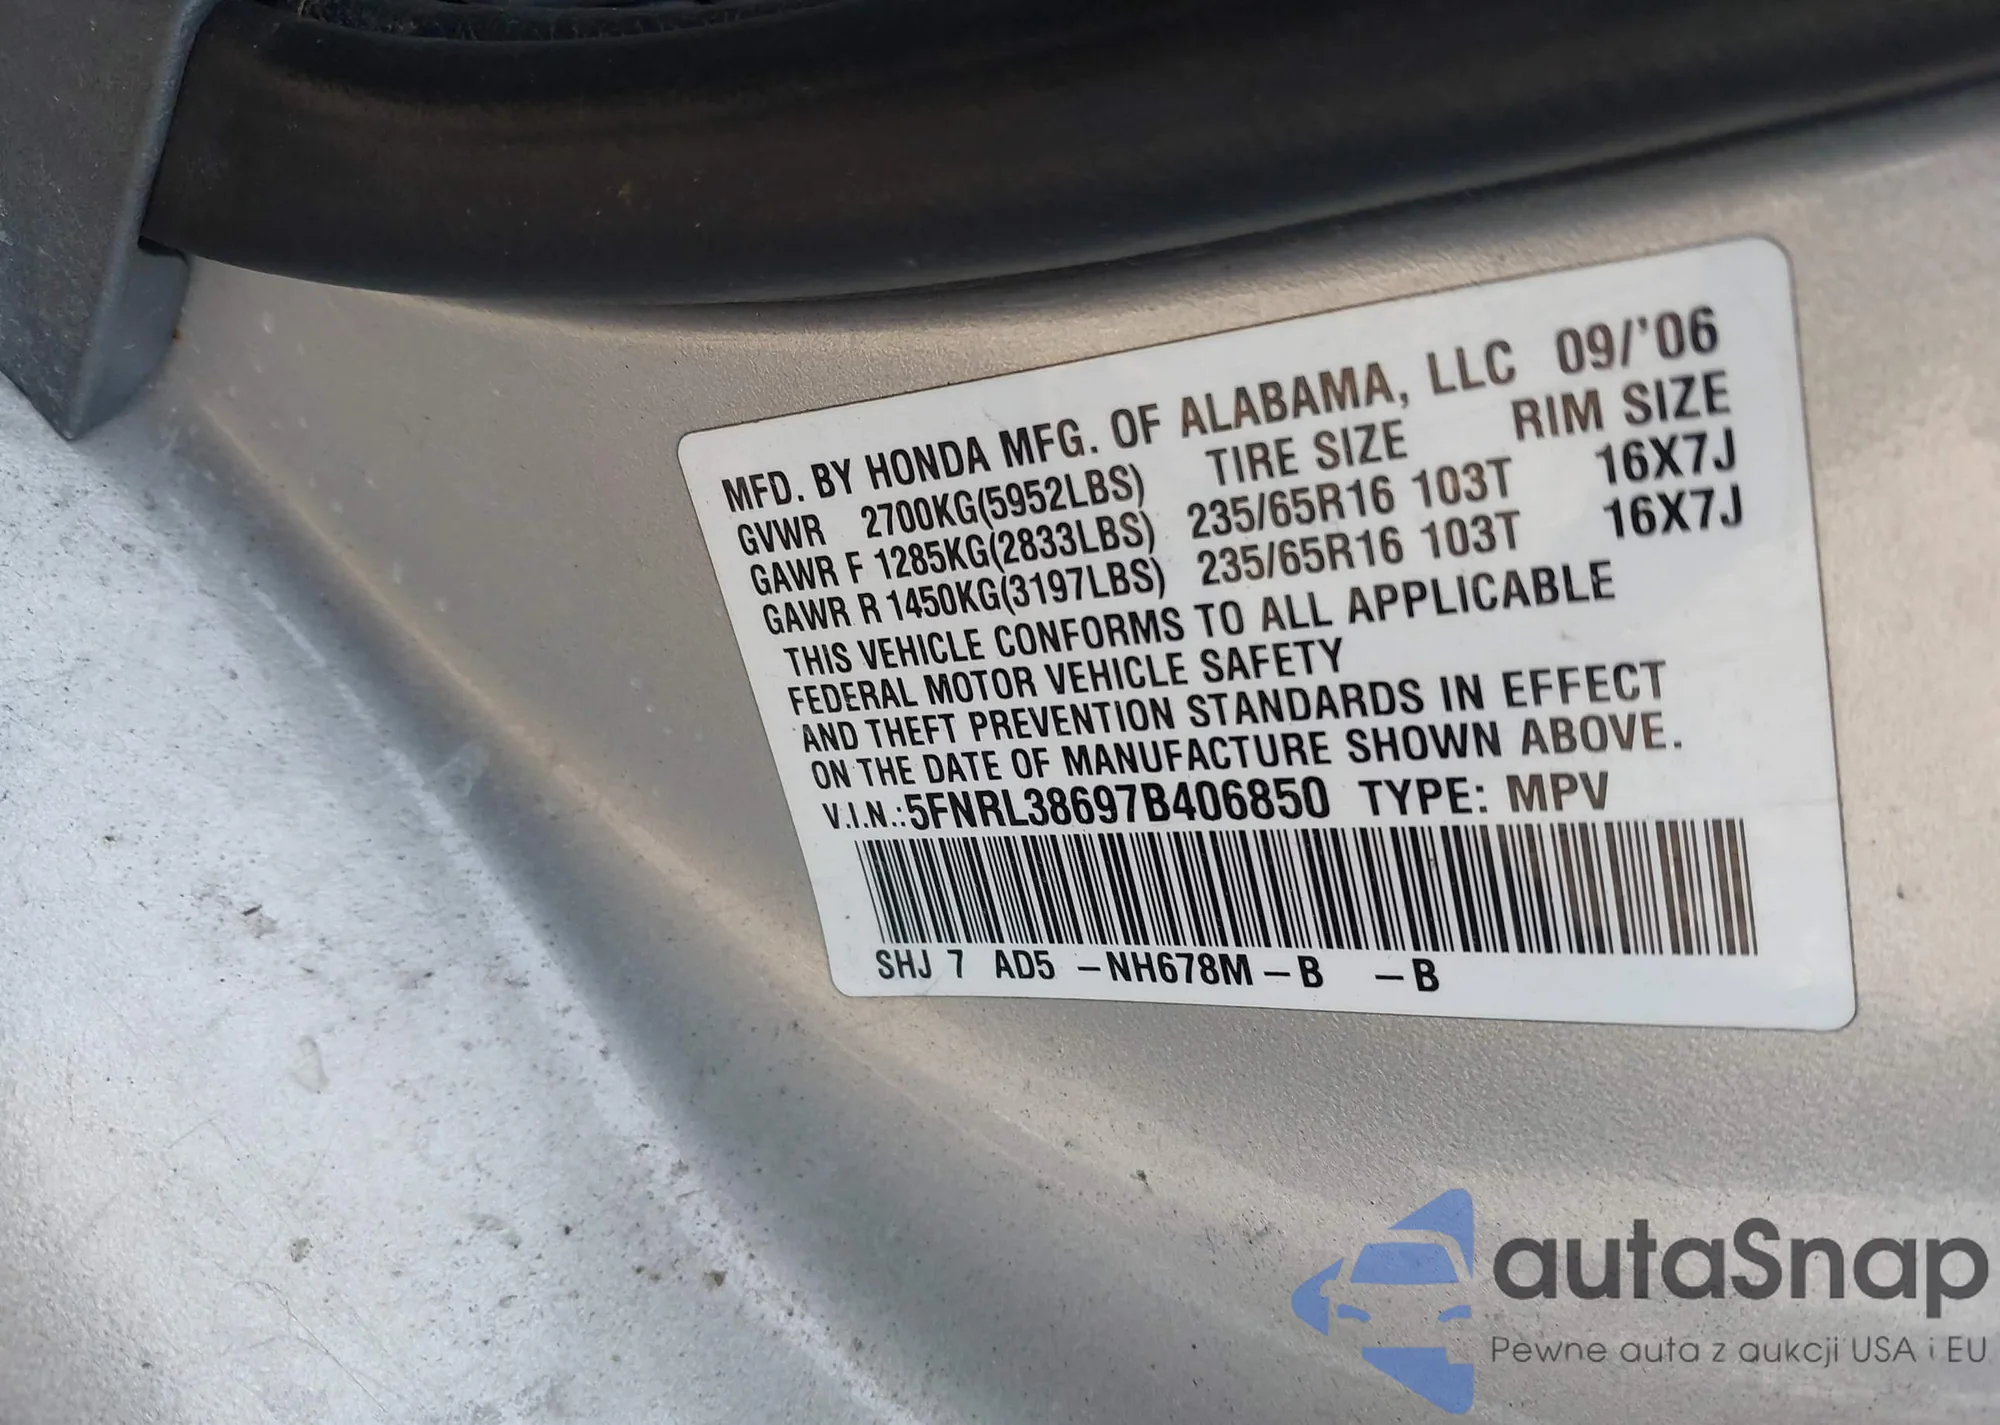 MFD. BY HONDA MFG. OF ALABAMA, LLC 09/'06
GVWR 2700KG(5952LBS) TIRE SIZE RIM SIZE
GAWR F 1285KG(2833LBS) 235/65R16 103T 16X7J
GAWR R 1450KG(3197LBS) 235/65R16 103T 16X7J
THIS VEHICLE CONFORMS TO ALL APPLICABLE
FEDERAL MOTOR VEHICLE SAFETY
AND THEFT PREVENTION STANDARDS IN EFFECT
ON THE DATE OF MANUFACTURE SHOWN ABOVE.
V.I.N.:5FNRL38697B406850 TYPE: MPV
SHJ 7 AD5 –NH678M –B –B
autaSnap
Pewne auta z aukcji USA i EU